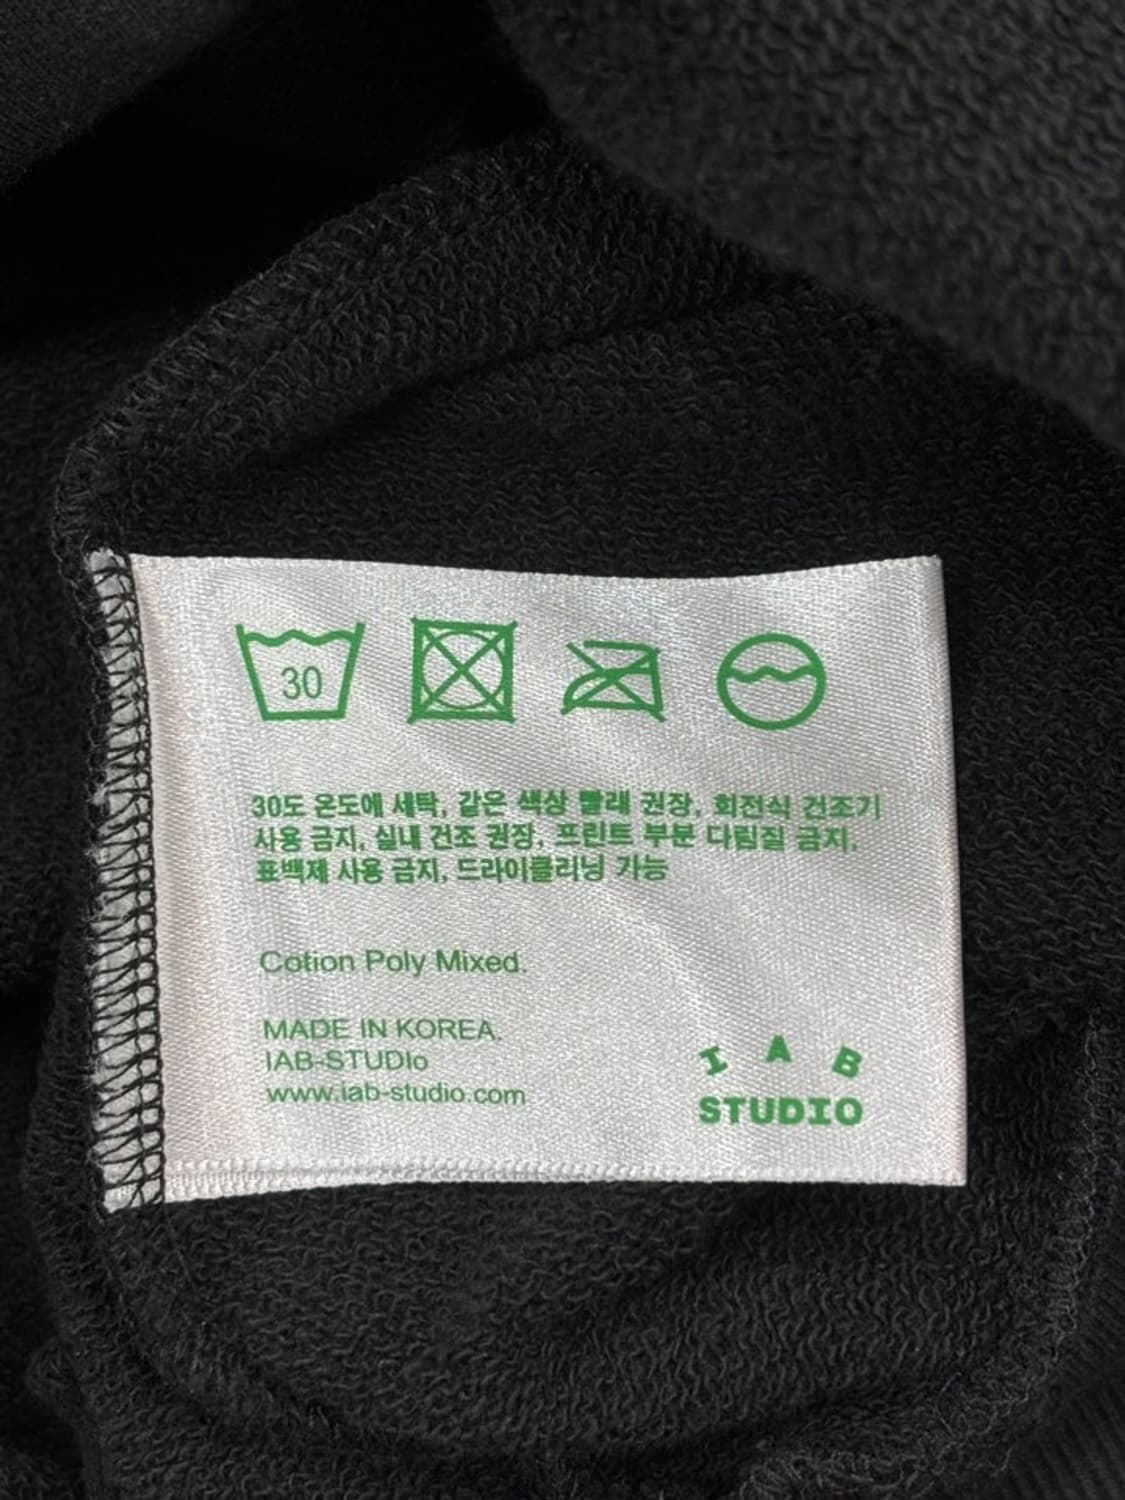 30
30도 온도에 세탁, 같은 색상 빨래 권장, 회전식 건조기
사용 금지, 실내 건조 권장, 프린트 부분 다림질 금지,
표백제 사용 금지, 드라이클리닝 가능
Cotion Poly Mixed.
MADE IN KOREA.
IAB-STUDIo
www.iab-studio.com
I A B
STUDIO